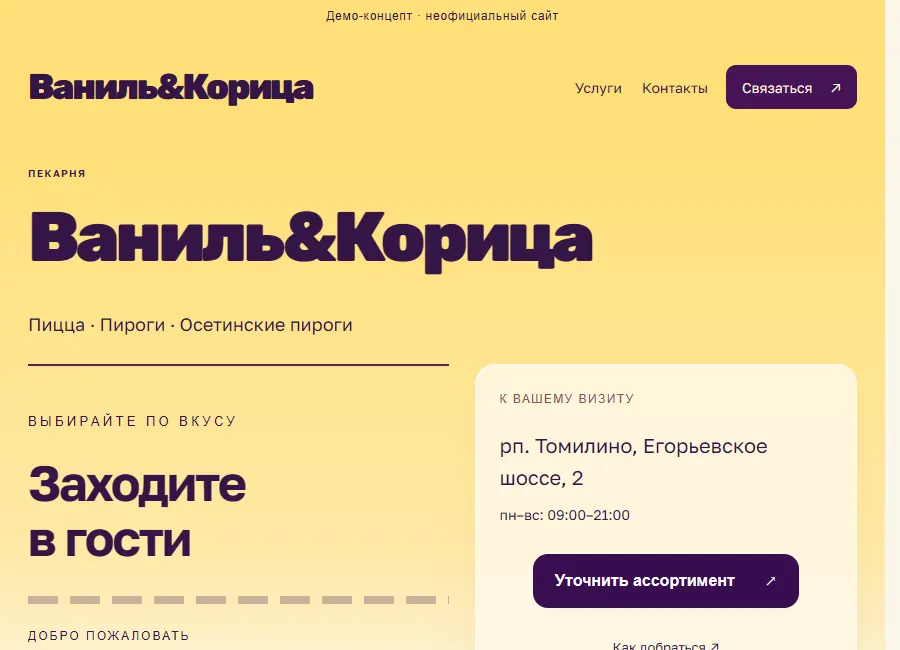 Демо-концепт · неофициальный сайт
Ваниль&Корица
Услуги Контакты Связаться ↗
ПЕКАРНЯ
Ваниль&Корица
Пицца · Пироги · Осетинские пироги
ВЫБИРАЙТЕ ПО ВКУСУ
Заходите
в гости
ДОБРО ПОЖАЛОВАТЬ
К ВАШЕМУ ВИЗИТУ
рп. Томилино, Егорьевское
шоссе, 2
пн–вс: 09:00–21:00
Уточнить ассортимент ↗
Как добраться ↗